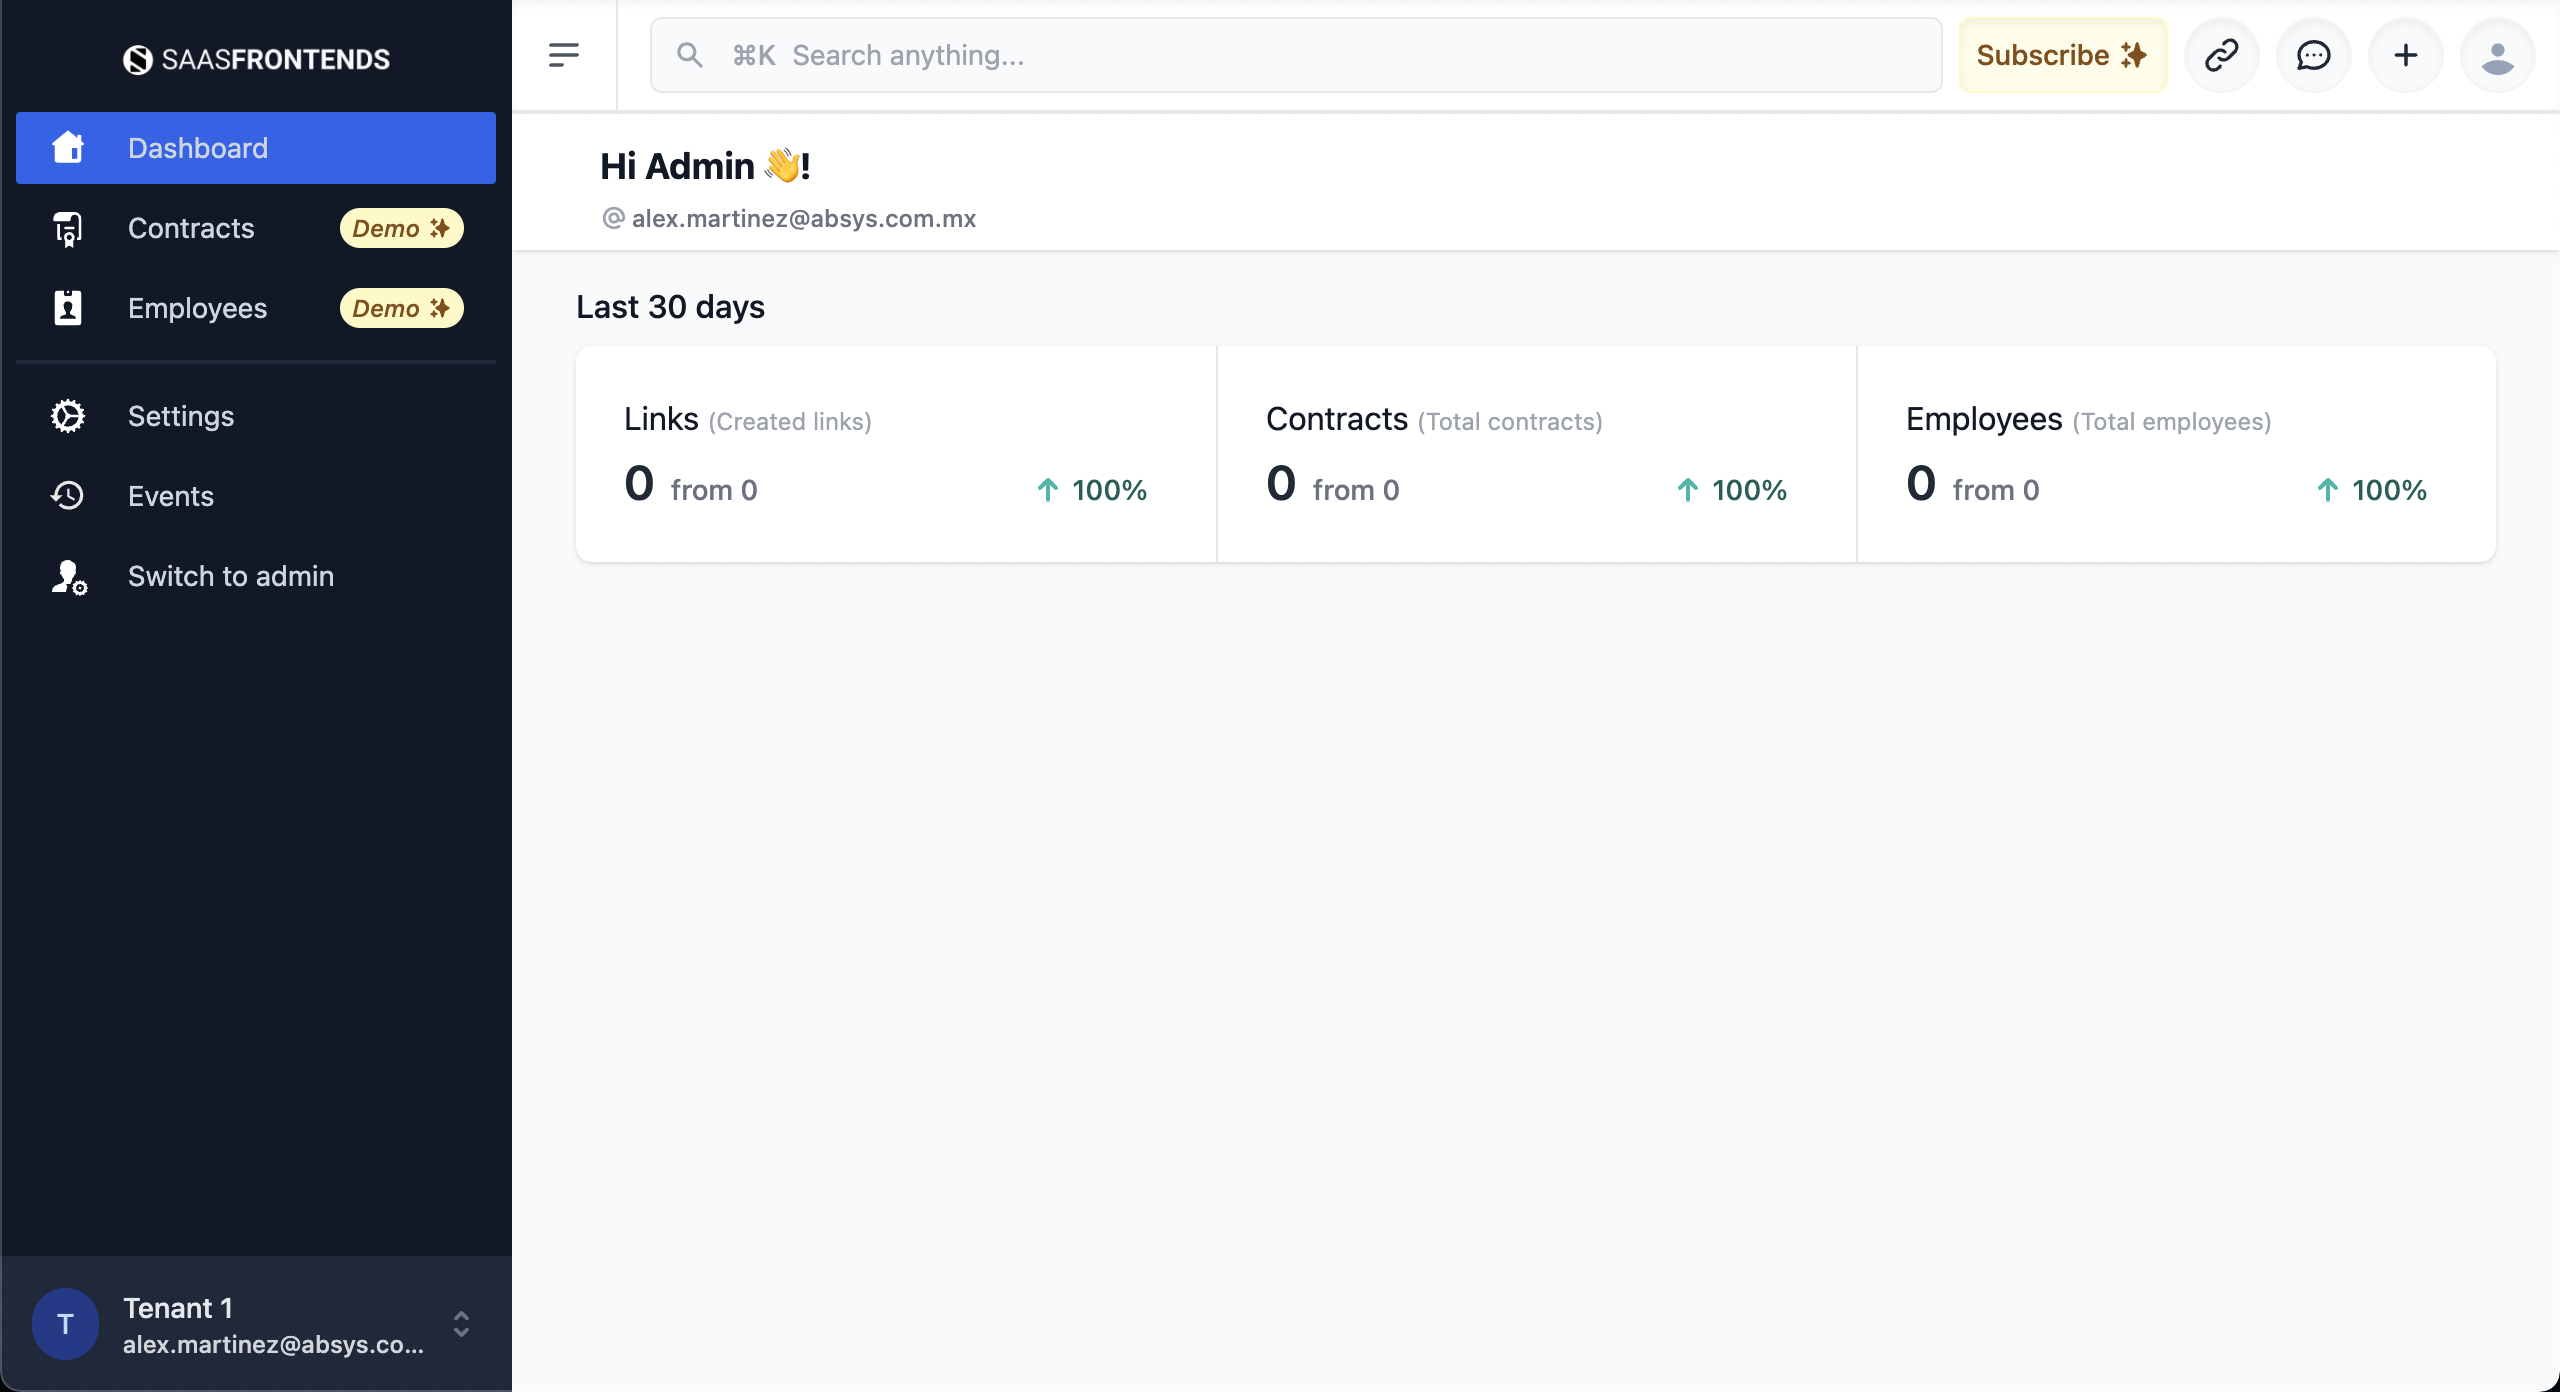 SAASFRONTENDS
Dashboard
Contracts Demo
Employees Demo
Settings
Events
Switch to admin
Tenant 1
alex.martinez@absys.co...
⌘K Search anything...
Subscribe
Hi Admin 👋!
@ alex.martinez@absys.com.mx
Last 30 days
Links (Created links)
0 from 0 ↑ 100%
Contracts (Total contracts)
0 from 0 ↑ 100%
Employees (Total employees)
0 from 0 ↑ 100%
T